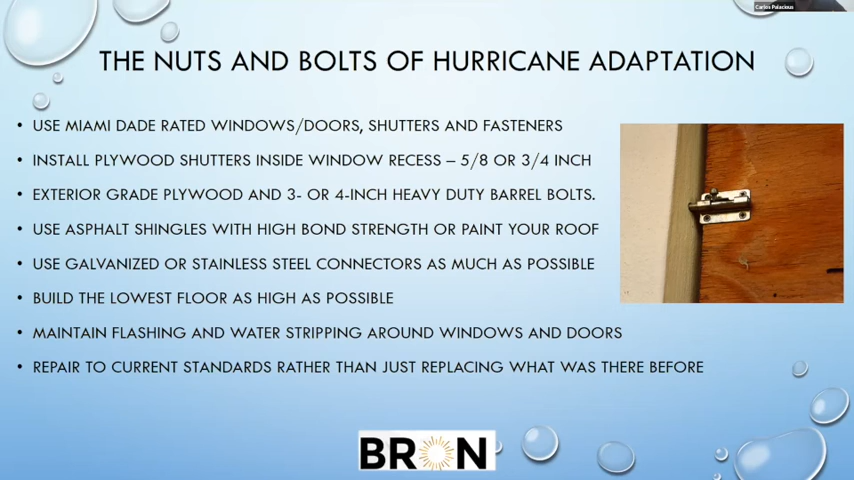 Carlos Palacious
THE NUTS AND BOLTS OF HURRICANE ADAPTATION
• USE MIAMI DADE RATED WINDOWS/DOORS, SHUTTERS AND FASTENERS
• INSTALL PLYWOOD SHUTTERS INSIDE WINDOW RECESS – 5/8 OR 3/4 INCH
• EXTERIOR GRADE PLYWOOD AND 3- OR 4-INCH HEAVY DUTY BARREL BOLTS.
• USE ASPHALT SHINGLES WITH HIGH BOND STRENGTH OR PAINT YOUR ROOF
• USE GALVANIZED OR STAINLESS STEEL CONNECTORS AS MUCH AS POSSIBLE
• BUILD THE LOWEST FLOOR AS HIGH AS POSSIBLE
• MAINTAIN FLASHING AND WATER STRIPPING AROUND WINDOWS AND DOORS
• REPAIR TO CURRENT STANDARDS RATHER THAN JUST REPLACING WHAT WAS THERE BEFORE
BRON